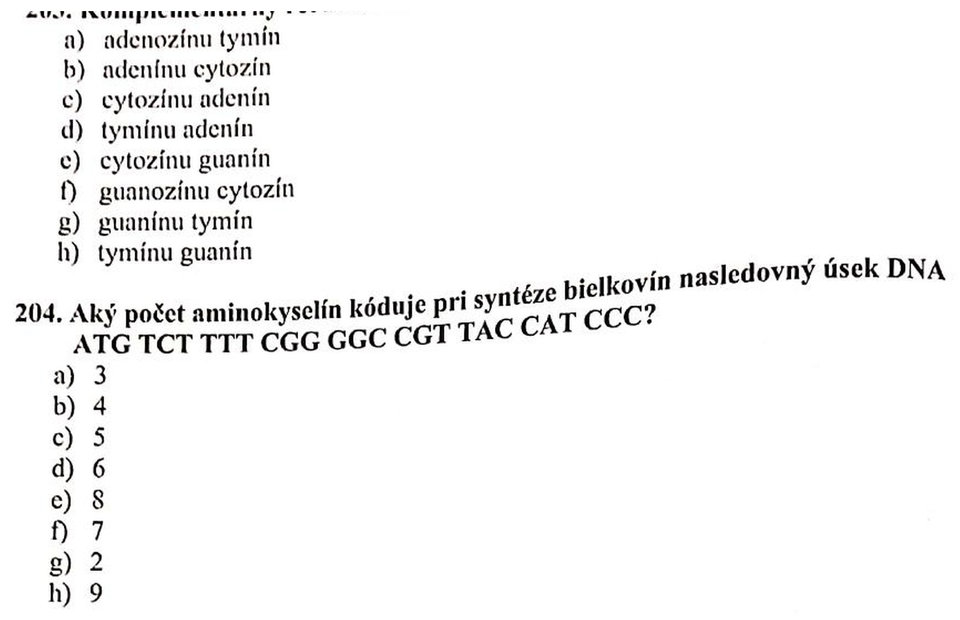 a) adenozínu tymín
b) adenínu cytozín
c) cytozínu adenín
d) tymínu adenín
e) cytozínu guanín
f) guanozínu cytozín
g) guanínu tymín
h) tymínu guanín
204. Aký počet aminokyselín kóduje pri syntéze bielkovín nasledovný úsek DNA
ATG TCT TTT CGG GGC CGT TAC CAT CCC?
a) 3
b) 4
c) 5
d) 6
e) 8
f) 7
g) 2
h) 9